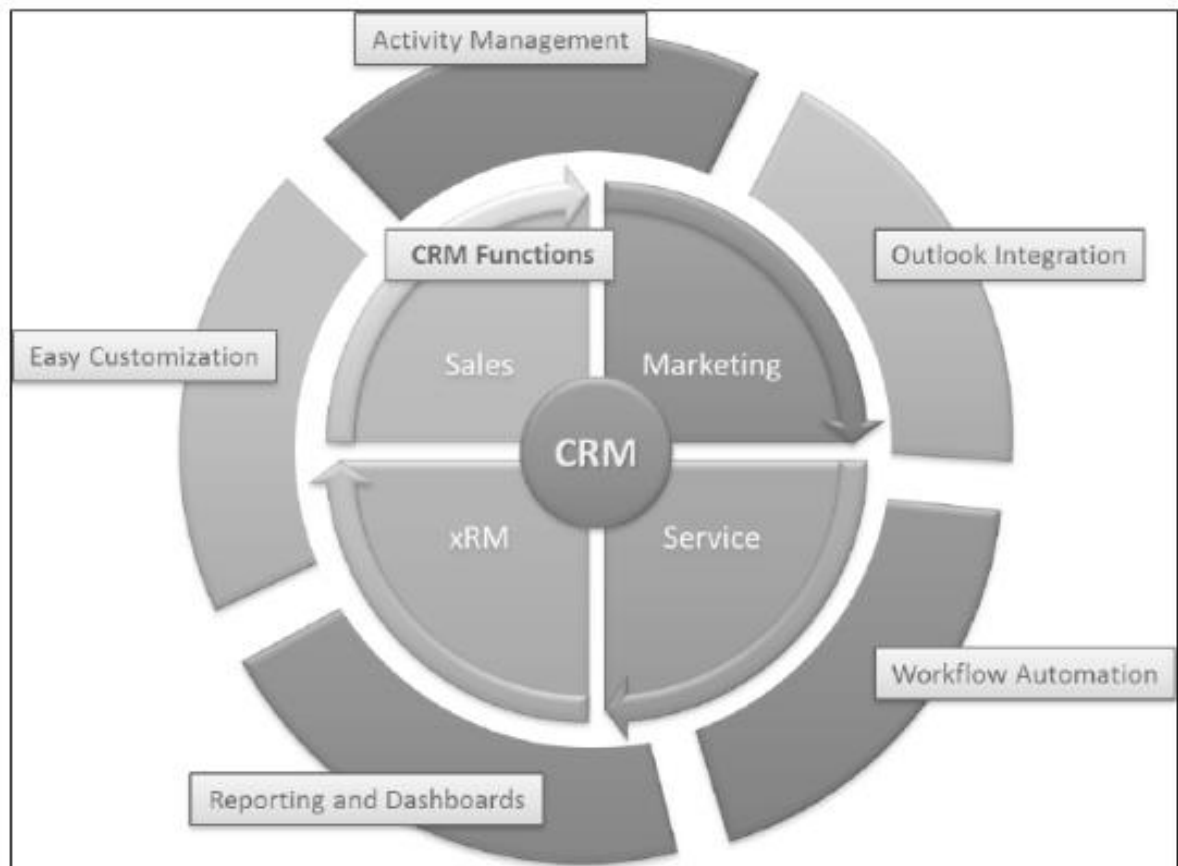 Activity Management
CRM Functions
Outlook Integration
Easy Customization
Sales
Marketing
CRM
xRM
Service
Workflow Automation
Reporting and Dashboards